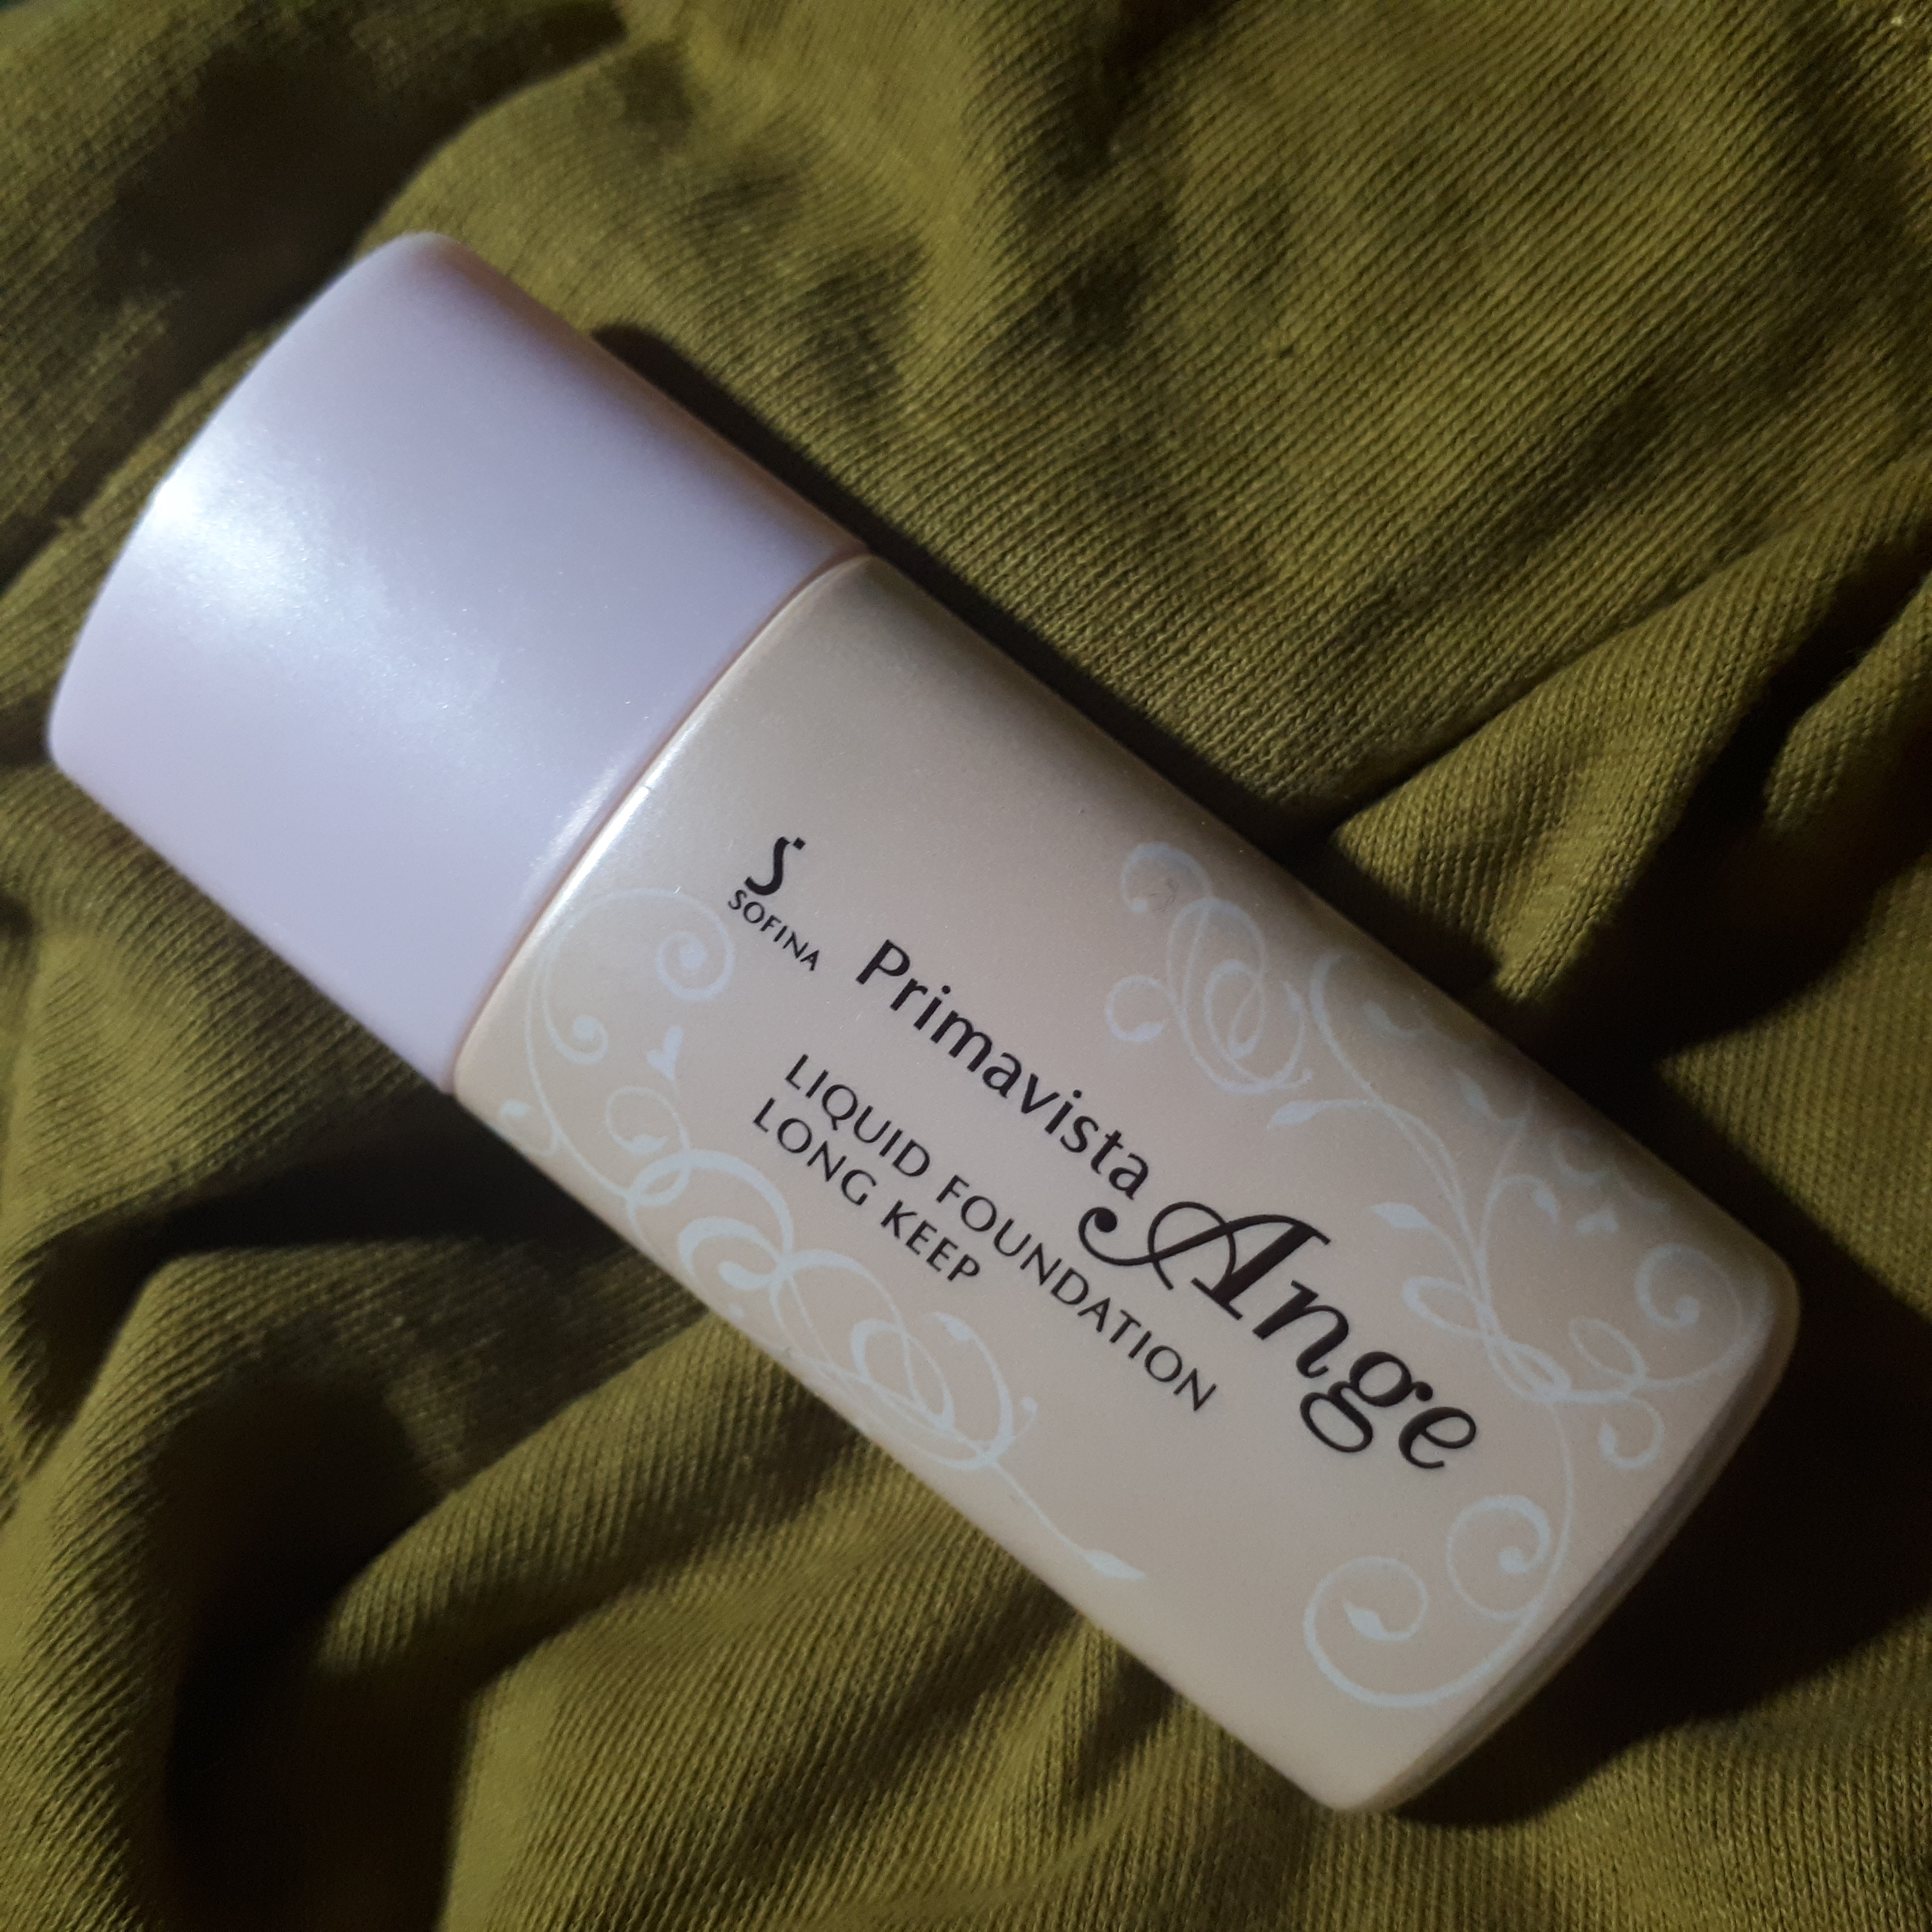 SOFINA
Primavista
Ange
LIQUID FOUNDATION
LONG KEEP